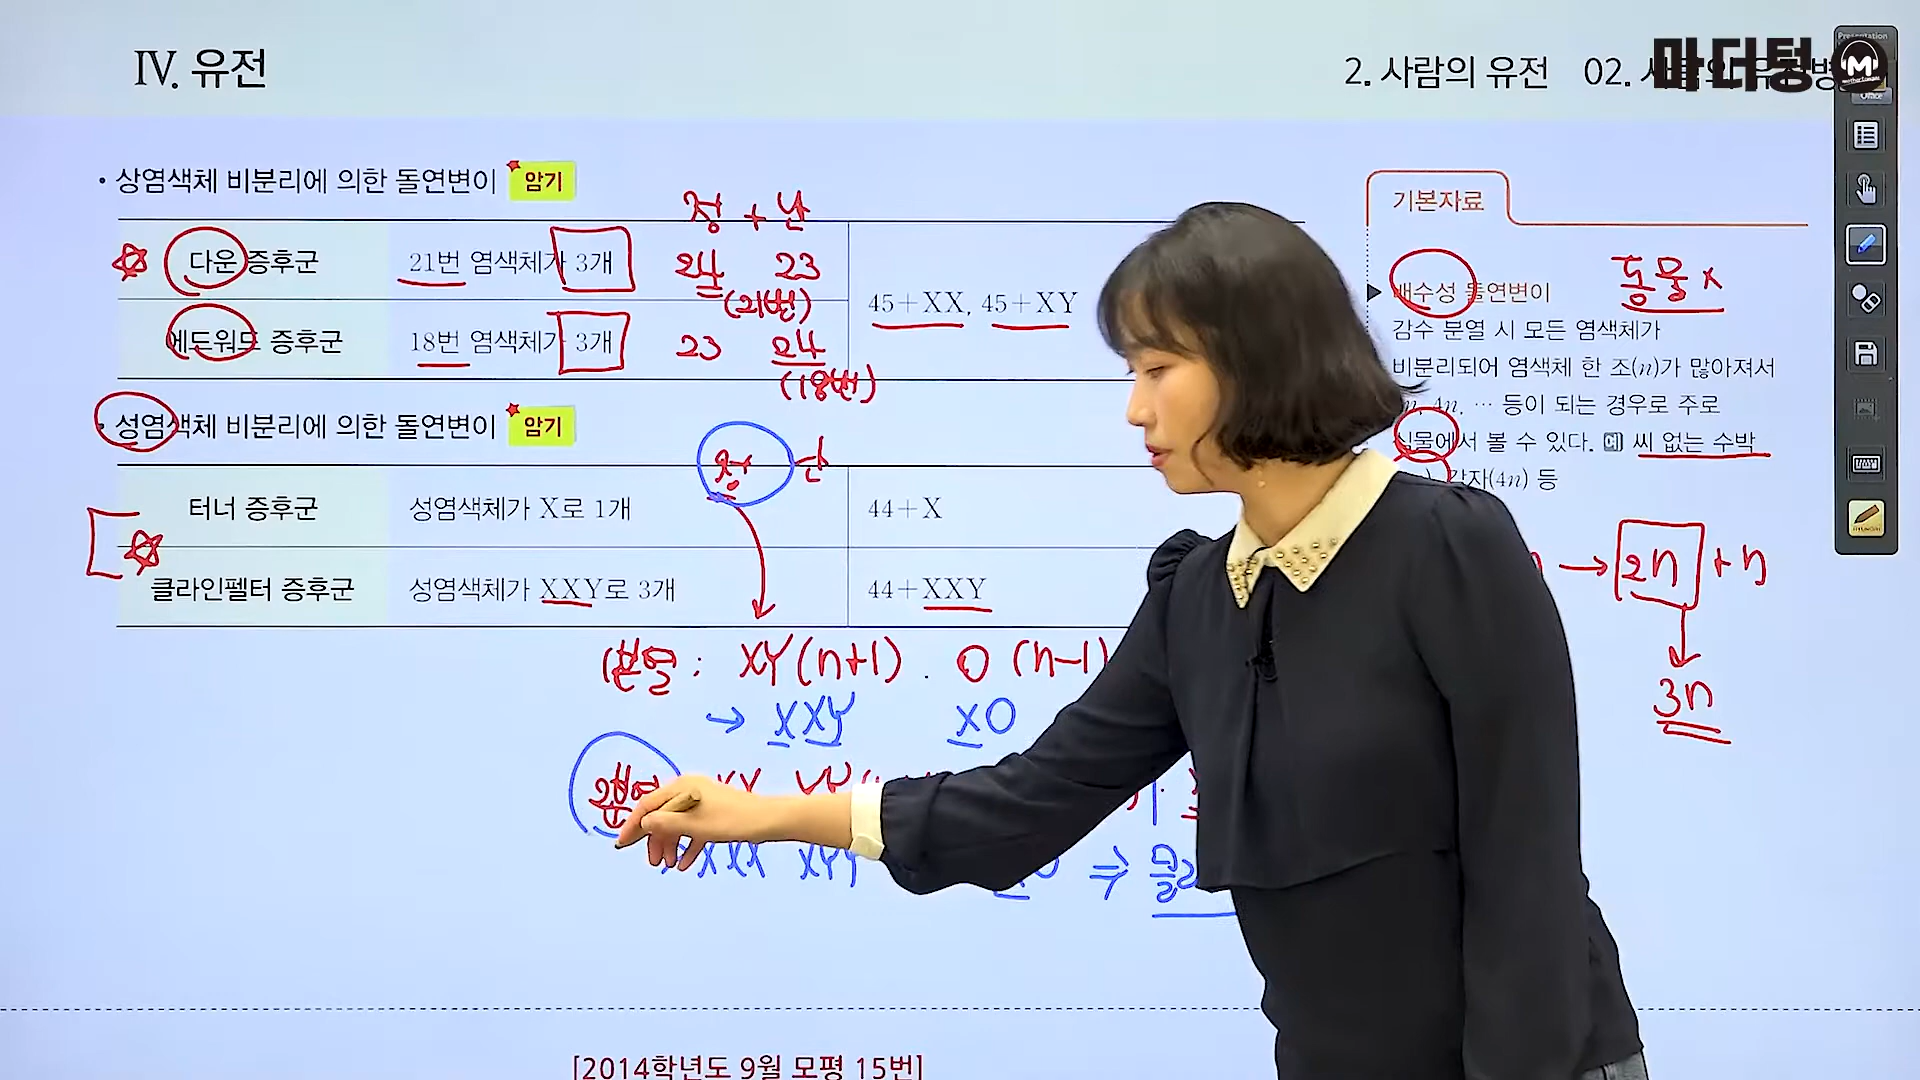 Ⅳ. 유전
2. 사람의 유전 02.
마더텅 M
• 상염색체 비분리에 의한 돌연변이 암기
정 + 난
다운 증후군 21번 염색체가 3개 24 23
(21번)
에드워드 증후군 18번 염색체가 3개 23 24
(18번)
45+XX, 45+XY
• 성염색체 비분리에 의한 돌연변이 암기
정 난
터너 증후군 성염색체가 X로 1개 44+X
클라인펠터 증후군 성염색체가 XXY로 3개 44+XXY
1분열 : XY(n+1) . O (n-1)
→ XXY XO
2분열
XXX XYY ⇒ 클
기본자료
▶ 배수성 돌연변이 동물 X
감수 분열 시 모든 염색체가
비분리되어 염색체 한 조(n)가 많아져서
4n, … 등이 되는 경우로 주로
식물에서 볼 수 있다. 예 씨 없는 수박
감자(4n) 등
→ 2n + n
3n
[2014학년도 9월 모평 15번]